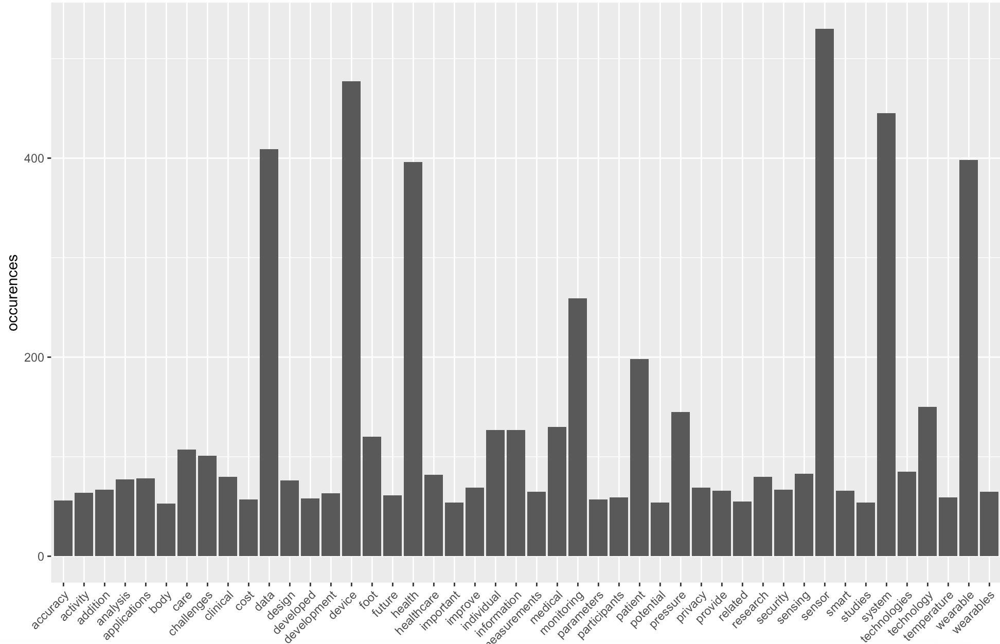 occurences
400
200
0
accuracy
activity
addition
analysis
applications
body
care
challenges
clinical
cost
data
design
developed
development
device
foot
future
health
healthcare
important
improve
individual
information
easurements
medical
monitoring
parameters
participants
patient
potential
pressure
privacy
provide
related
research
security
sensing
sensor
smart
studies
system
technologies
technology
temperature
wearable
wearables